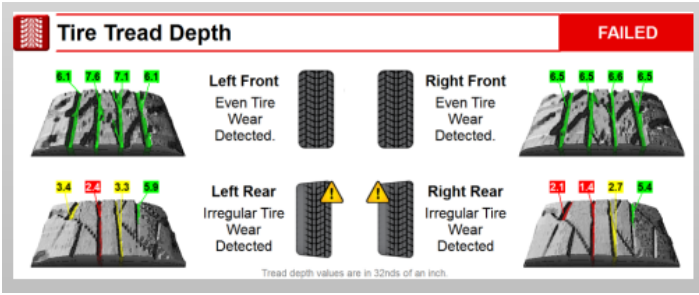 Tire Tread Depth
FAILED
6.1 7.6 7.1 6.1
Left Front
Even Tire
Wear
Detected.
Right Front
Even Tire
Wear
Detected.
6.5 6.5 6.6 6.5
3.4 2.4 3.3 5.9
Left Rear
Irregular Tire
Wear
Detected
!
!
Right Rear
Irregular Tire
Wear
Detected
2.1 1.4 2.7 5.4
Tread depth values are in 32nds of an inch.